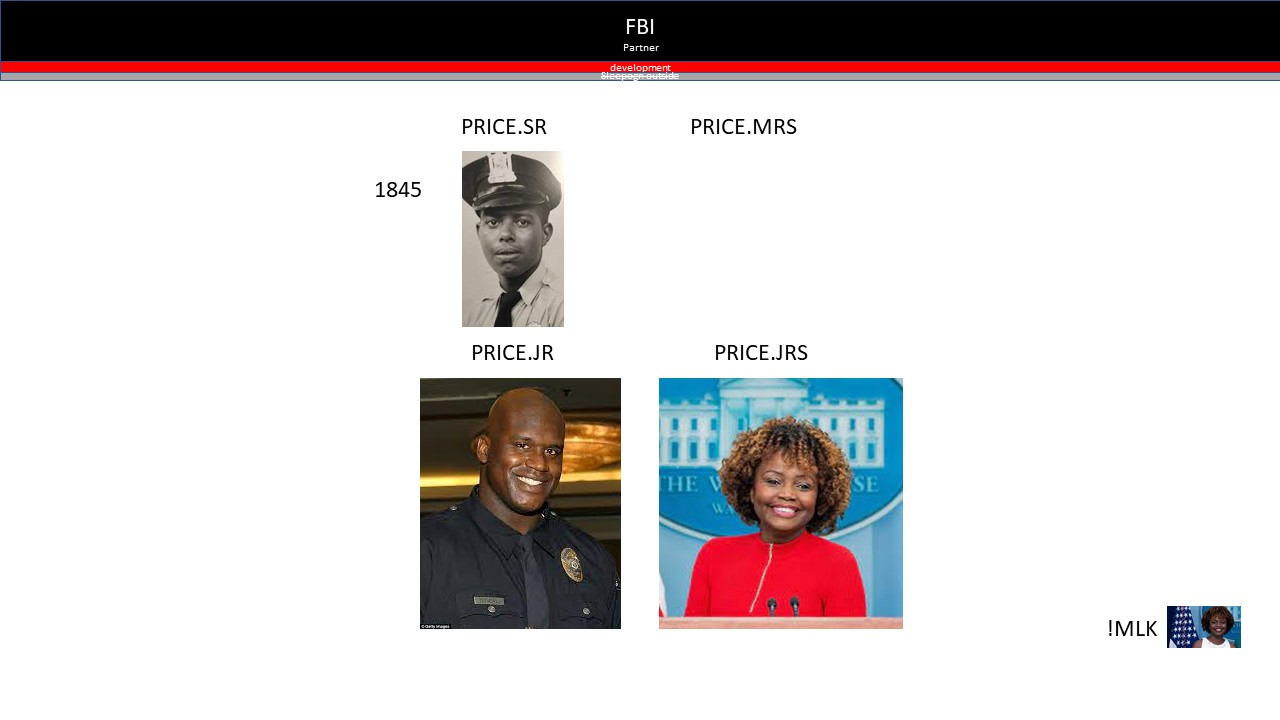 FBI
Partner
development
Sleepogn outside
PRICE.SR
PRICE.MRS
1845
PRICE.JR
PRICE.JRS
THE W
SE
WA
© Getty Images
!MLK